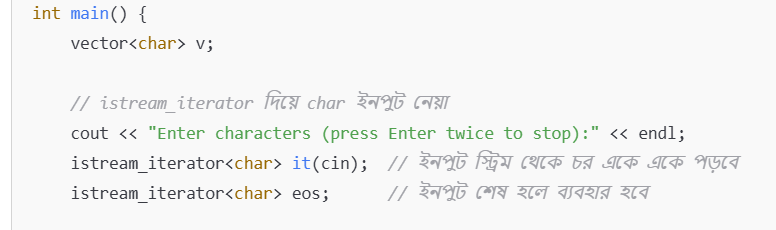 int main() {
vector<char> v;
// istream_iterator দিয়ে char ইনপুট নেয়া
cout << "Enter characters (press Enter twice to stop):" << endl;
istream_iterator<char> it(cin); // ইনপুট স্ট্রিম থেকে চর একে একে পড়বে
istream_iterator<char> eos; // ইনপুট শেষ হলে ব্যবহার হবে